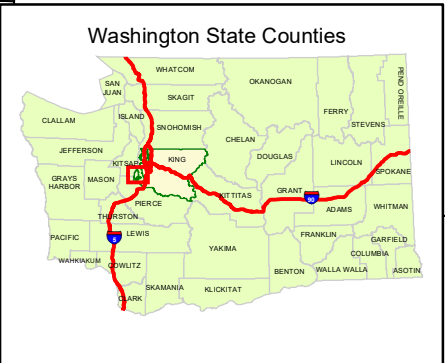 Washington State Counties
WHATCOM
SAN
JUAN
SKAGIT
OKANOGAN
PEND OREILLE
FERRY
STEVENS
ISLAND
CLALLAM
SNOHOMISH
CHELAN
JEFFERSON
KITSAP
KING
DOUGLAS
LINCOLN
SPOKANE
GRAYS
HARBOR
MASON
KITTITAS
GRANT
90
ADAMS
WHITMAN
PIERCE
THURSTON
PACIFIC
5
LEWIS
YAKIMA
FRANKLIN
GARFIELD
COLUMBIA
WAHKIAKUM
COWLITZ
BENTON
WALLA WALLA
ASOTIN
SKAMANIA
KLICKITAT
CLARK